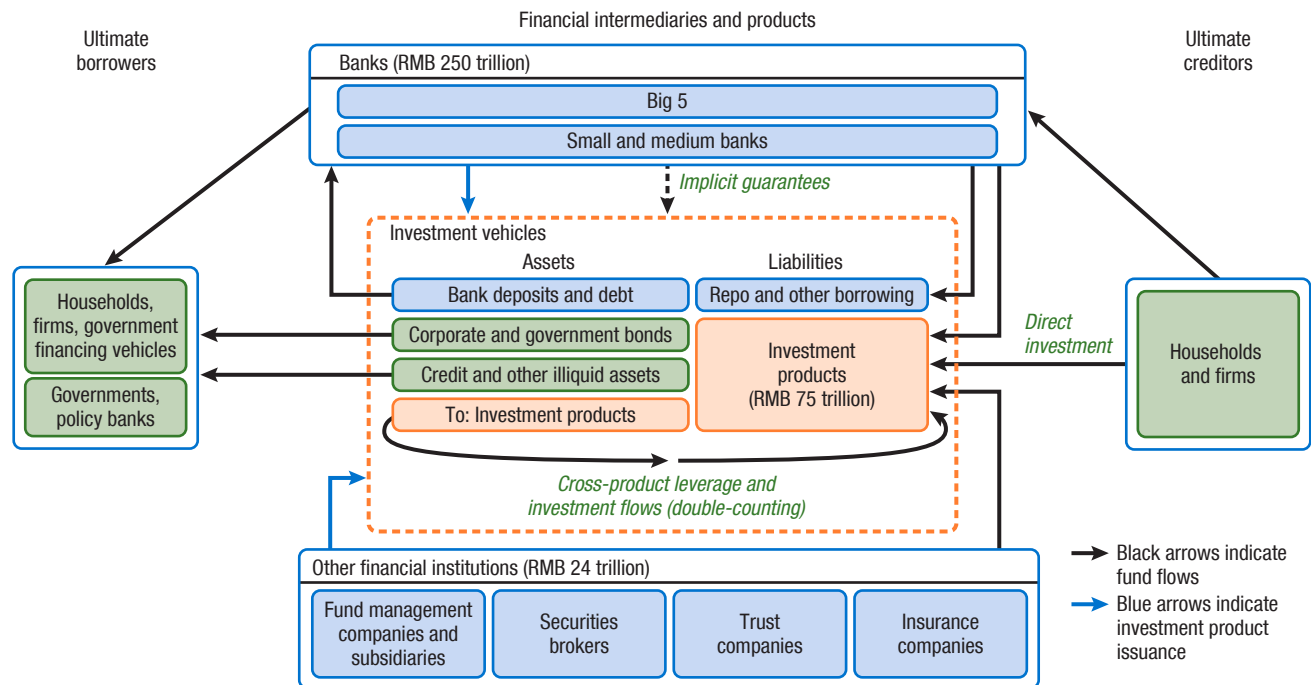 Financial intermediaries and products
Ultimate
borrowers
Ultimate
creditors
Banks (RMB 250 trillion)
Big 5
Small and medium banks
Implicit guarantees
Investment vehicles
Assets
Liabilities
Bank deposits and debt
Repo and other borrowing
Corporate and government bonds
Credit and other illiquid assets
To: Investment products
Investment
products
(RMB 75 trillion)
Households,
firms, government
financing vehicles
Governments,
policy banks
Direct
investment
Households
and firms
Cross-product leverage and
investment flows (double-counting)
Other financial institutions (RMB 24 trillion)
Fund management
companies and
subsidiaries
Securities
brokers
Trust
companies
Insurance
companies
Black arrows indicate
fund flows
Blue arrows indicate
investment product
issuance